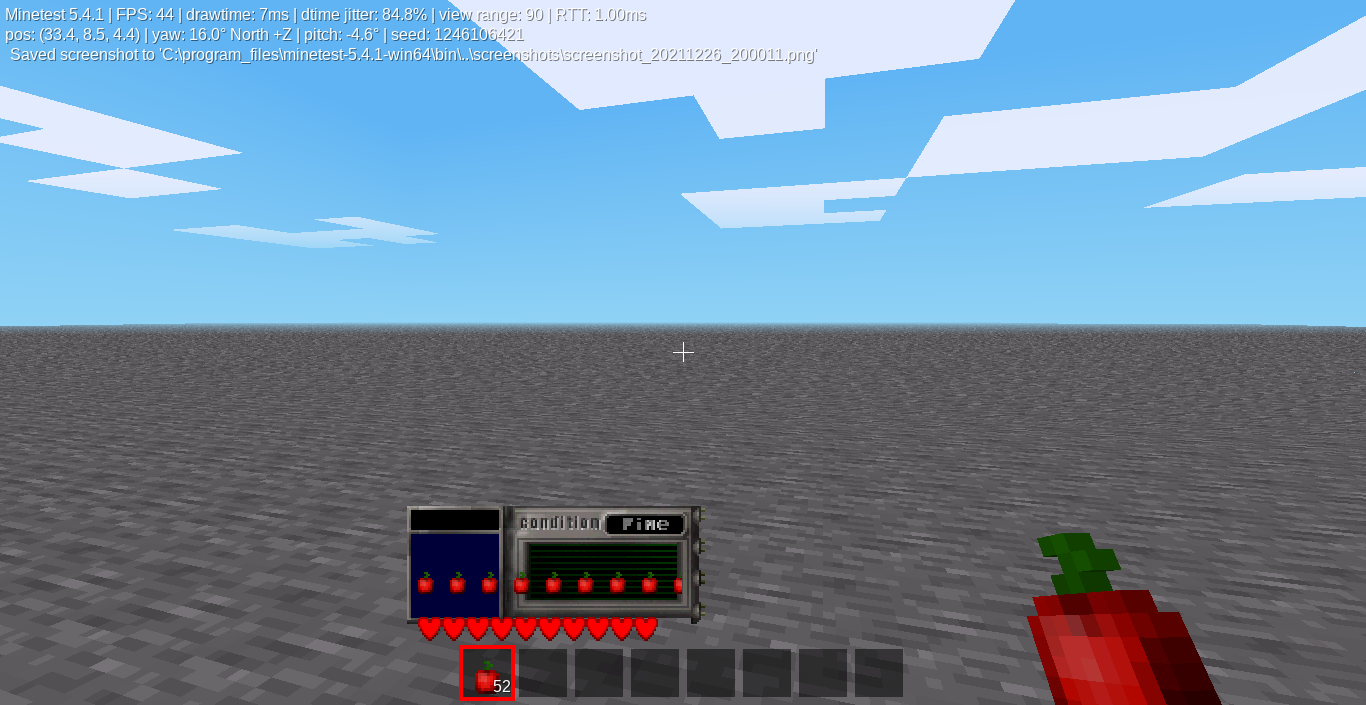 Minetest 5.4.1 | FPS: 44 | drawtime: 7ms | dtime jitter: 84.8% | view range: 90 | RTT: 1.00ms
pos: (33.4, 8.5, 4.4) | yaw: 16.0° North +Z | pitch: -4.6° | seed: 1246106421
Saved screenshot to 'C:\program_files\minetest-5.4.1-win64\bin\..\screenshots\screenshot_20211226_200011.png'
condition Fine
52